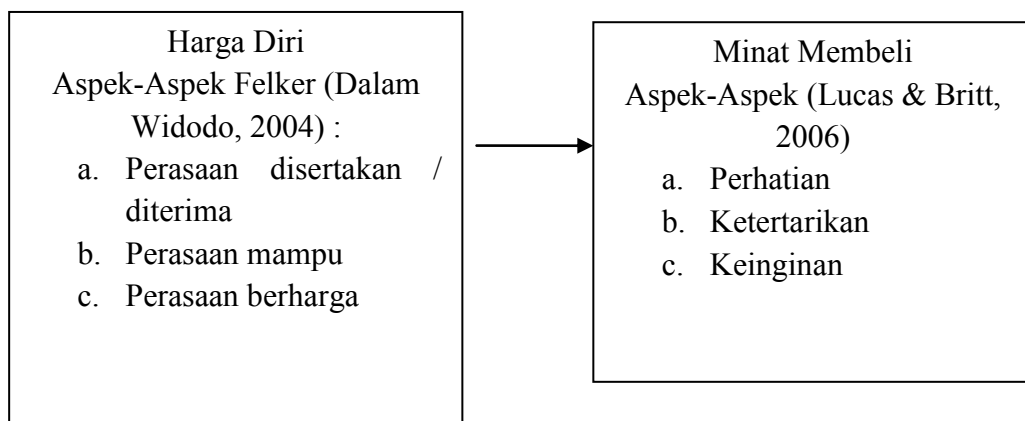 Harga Diri
Aspek-Aspek Felker (Dalam
Widodo, 2004) :
a. Perasaan disertakan /
diterima
b. Perasaan mampu
c. Perasaan berharga
Minat Membeli
Aspek-Aspek (Lucas & Britt,
2006)
a. Perhatian
b. Ketertarikan
c. Keinginan